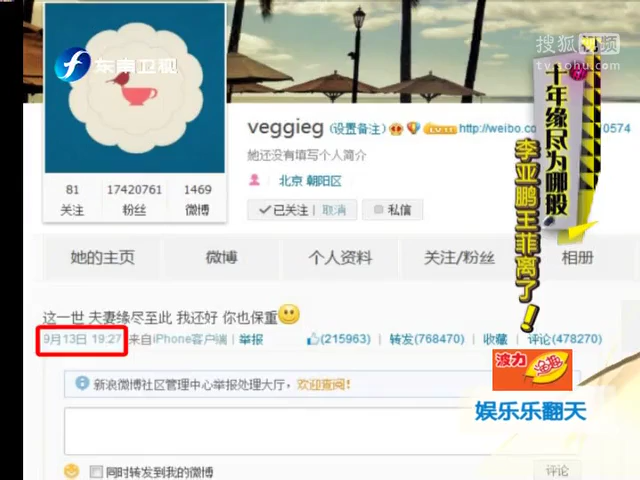 东南卫视
搜狐视频
tv.sohu.com
十年缘尽为哪般
李亚鹏王菲离了！
veggieg (设置备注)
http://weibo.co
0574
她还没有填写个人简介
北京 朝阳区
81
17420761
1469
关注
粉丝
微博
已关注 | 取消
私信
她的主页
微博
个人资料
关注/粉丝
相册
这一世 夫妻缘尽至此 我还好 你也保重
9月13日 19:27 来自iPhone客户端 | 举报
(215963) | 转发(768470) | 收藏 | 评论(478270)
波力
海趣
新浪微博社区管理中心举报处理大厅，欢迎查阅！
娱乐乐翻天
同时转发到我的微博
评论